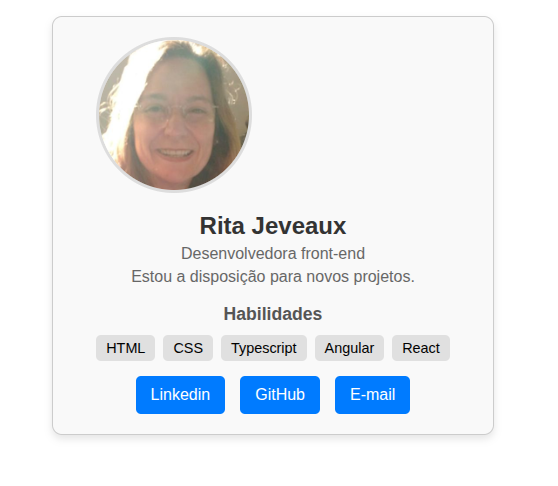 Rita Jeveaux
Desenvolvedora front-end
Estou a disposição para novos projetos.
Habilidades
HTML CSS Typescript Angular React
Linkedin GitHub E-mail